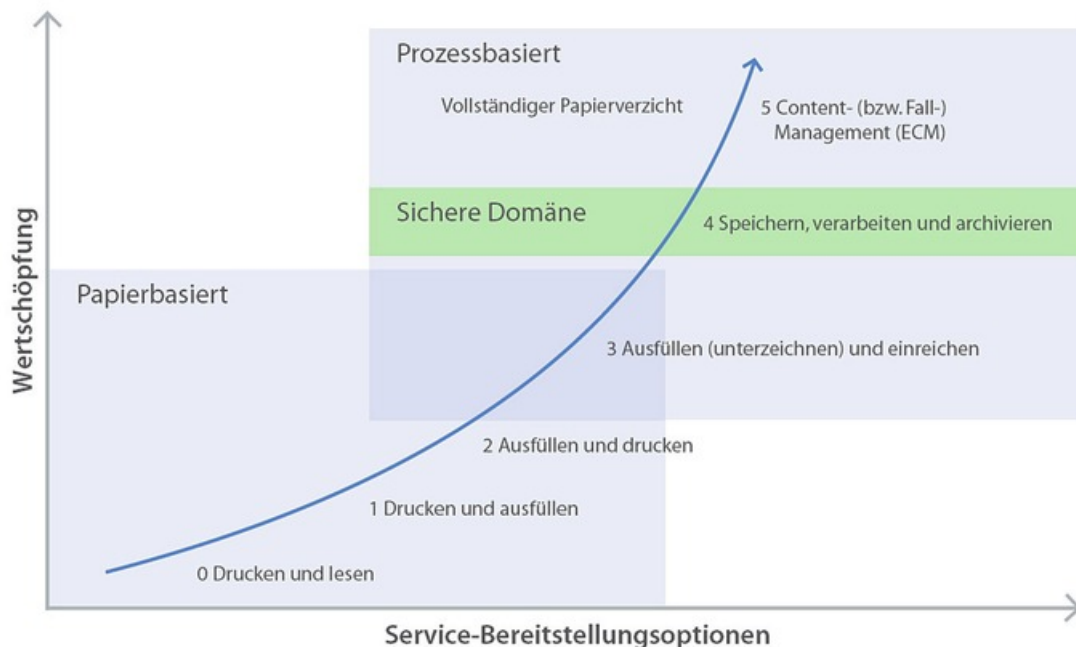 Prozessbasiert
Vollständiger Papierverzicht
5 Content- (bzw. Fall-)
Management (ECM)
Sichere Domäne
4 Speichern, verarbeiten und archivieren
Papierbasiert
3 Ausfüllen (unterzeichnen) und einreichen
2 Ausfüllen und drucken
1 Drucken und ausfüllen
0 Drucken und lesen
Wertschöpfung
Service-Bereitstellungsoptionen